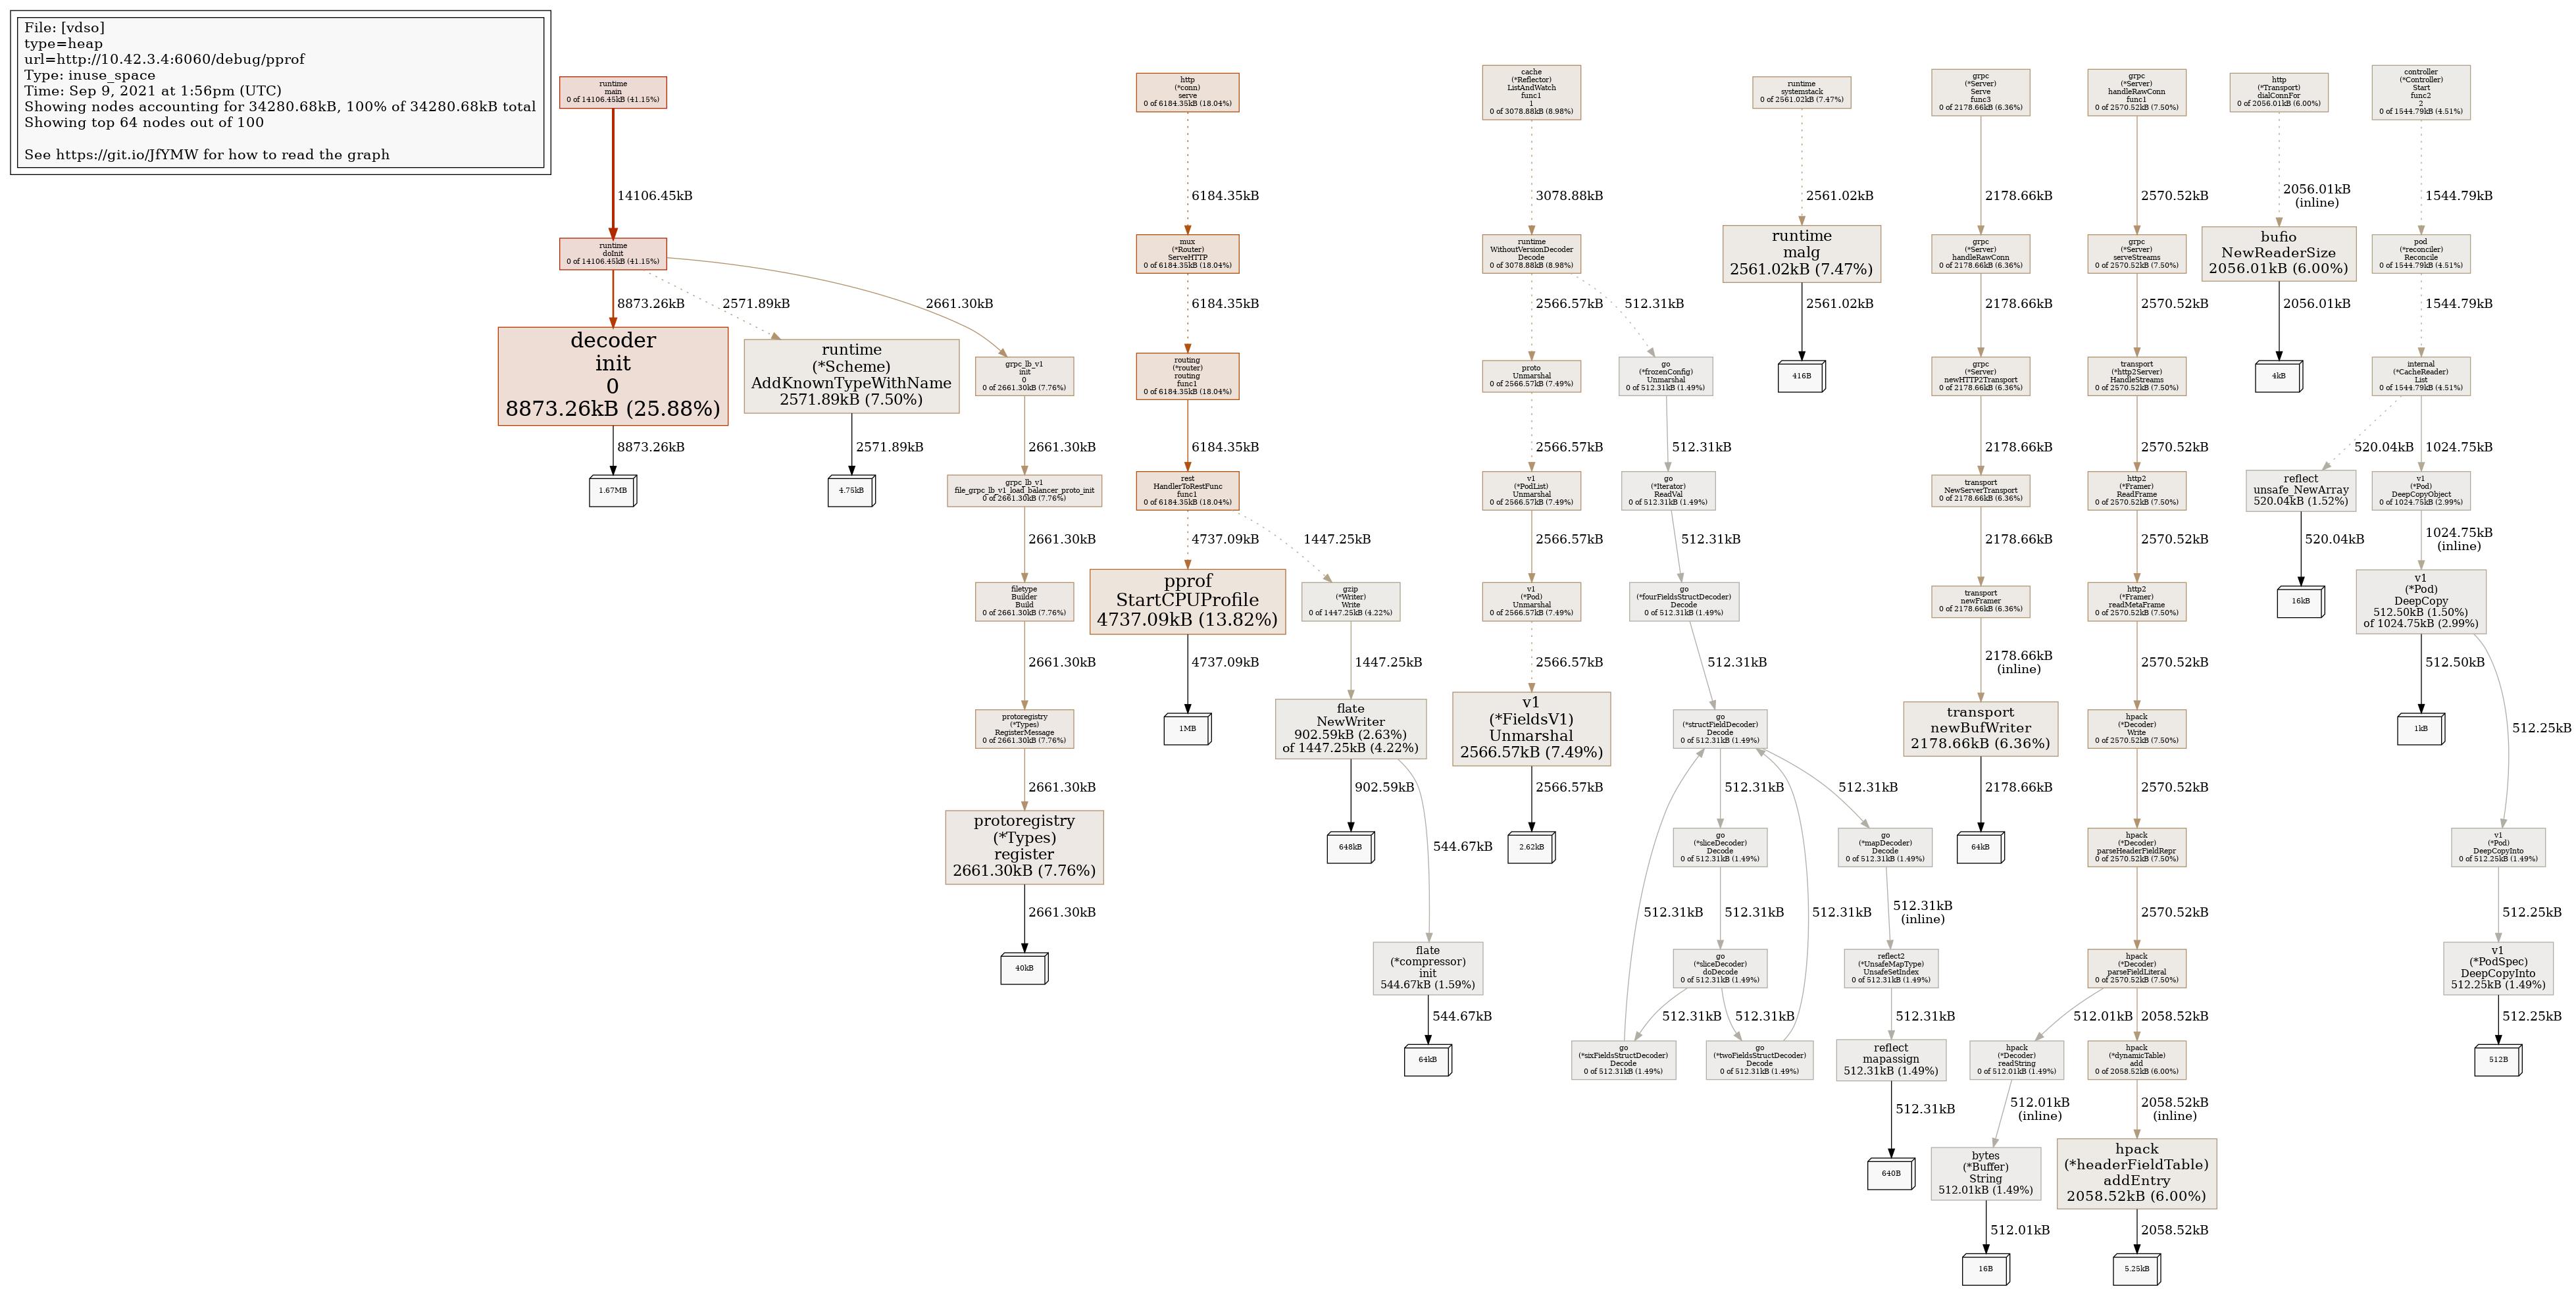 File: [vdso]
type=heap
url=http://10.42.3.4:6060/debug/pprof
Type: inuse_space
Time: Sep 9, 2021 at 1:56pm (UTC)
Showing nodes accounting for 34280.68kB, 100% of 34280.68kB total
Showing top 64 nodes out of 100
See https://git.io/JfYMW for how to read the graph
runtime
main
0 of 14106.45kB (41.15%)
14106.45kB
runtime
doInit
0 of 14106.45kB (41.15%)
8873.26kB
2571.89kB
2661.30kB
decoder
init
0
8873.26kB (25.88%)
8873.26kB
1.67MB
runtime
(*Scheme)
AddKnownTypeWithName
2571.89kB (7.50%)
2571.89kB
4.75kB
grpc_lb_v1
init
0
0 of 2661.30kB (7.76%)
2661.30kB
grpc_lb_v1
file_grpc_lb_v1_load_balancer_proto_init
0 of 2661.30kB (7.76%)
2661.30kB
filetype
Builder
Build
0 of 2661.30kB (7.76%)
2661.30kB
protoregistry
(*Types)
RegisterMessage
0 of 2661.30kB (7.76%)
2661.30kB
protoregistry
(*Types)
register
2661.30kB (7.76%)
2661.30kB
40kB
http
(*conn)
serve
0 of 6184.35kB (18.04%)
6184.35kB
mux
(*Router)
ServeHTTP
0 of 6184.35kB (18.04%)
6184.35kB
routing
(*router)
routing
func1
0 of 6184.35kB (18.04%)
6184.35kB
rest
HandlerToRestFunc
func1
0 of 6184.35kB (18.04%)
4737.09kB
1447.25kB
pprof
StartCPUProfile
4737.09kB (13.82%)
4737.09kB
1MB
gzip
(*Writer)
Write
0 of 1447.25kB (4.22%)
1447.25kB
flate
NewWriter
902.59kB (2.63%)
of 1447.25kB (4.22%)
902.59kB
648kB
544.67kB
flate
(*compressor)
init
544.67kB (1.59%)
544.67kB
64kB
cache
(*Reflector)
ListAndWatch
func1
1
0 of 3078.88kB (8.98%)
3078.88kB
runtime
WithoutVersionDecoder
Decode
0 of 3078.88kB (8.98%)
2566.57kB
512.31kB
proto
Unmarshal
0 of 2566.57kB (7.49%)
2566.57kB
v1
(*PodList)
Unmarshal
0 of 2566.57kB (7.49%)
2566.57kB
v1
(*Pod)
Unmarshal
0 of 2566.57kB (7.49%)
2566.57kB
v1
(*FieldsV1)
Unmarshal
2566.57kB (7.49%)
2566.57kB
2.62kB
go
(*frozenConfig)
Unmarshal
0 of 512.31kB (1.49%)
512.31kB
go
(*Iterator)
ReadVal
0 of 512.31kB (1.49%)
512.31kB
go
(*fourFieldsStructDecoder)
Decode
0 of 512.31kB (1.49%)
512.31kB
go
(*structFieldDecoder)
Decode
0 of 512.31kB (1.49%)
512.31kB
512.31kB
go
(*sliceDecoder)
Decode
0 of 512.31kB (1.49%)
512.31kB
512.31kB
512.31kB
go
(*sliceDecoder)
doDecode
0 of 512.31kB (1.49%)
512.31kB
512.31kB
go
(*sixFieldsStructDecoder)
Decode
0 of 512.31kB (1.49%)
go
(*twoFieldsStructDecoder)
Decode
0 of 512.31kB (1.49%)
go
(*mapDecoder)
Decode
0 of 512.31kB (1.49%)
512.31kB
(inline)
reflect2
(*UnsafeMapType)
UnsafeSetIndex
0 of 512.31kB (1.49%)
512.31kB
reflect
mapassign
512.31kB (1.49%)
512.31kB
640B
runtime
systemstack
0 of 2561.02kB (7.47%)
2561.02kB
runtime
malg
2561.02kB (7.47%)
2561.02kB
416B
grpc
(*Server)
Serve
func3
0 of 2178.66kB (6.36%)
2178.66kB
grpc
(*Server)
handleRawConn
0 of 2178.66kB (6.36%)
2178.66kB
grpc
(*Server)
newHTTP2Transport
0 of 2178.66kB (6.36%)
2178.66kB
transport
NewServerTransport
0 of 2178.66kB (6.36%)
2178.66kB
transport
newFramer
0 of 2178.66kB (6.36%)
2178.66kB
(inline)
transport
newBufWriter
2178.66kB (6.36%)
2178.66kB
64kB
grpc
(*Server)
handleRawConn
func1
0 of 2570.52kB (7.50%)
2570.52kB
grpc
(*Server)
serveStreams
0 of 2570.52kB (7.50%)
2570.52kB
transport
(*http2Server)
HandleStreams
0 of 2570.52kB (7.50%)
2570.52kB
http2
(*Framer)
ReadFrame
0 of 2570.52kB (7.50%)
2570.52kB
http2
(*Framer)
readMetaFrame
0 of 2570.52kB (7.50%)
2570.52kB
hpack
(*Decoder)
Write
0 of 2570.52kB (7.50%)
2570.52kB
hpack
(*Decoder)
parseHeaderFieldRepr
0 of 2570.52kB (7.50%)
2570.52kB
hpack
(*Decoder)
parseFieldLiteral
0 of 2570.52kB (7.50%)
512.01kB
2058.52kB
hpack
(*Decoder)
readString
0 of 512.01kB (1.49%)
512.01kB
(inline)
bytes
(*Buffer)
String
512.01kB (1.49%)
512.01kB
16B
hpack
(*dynamicTable)
add
0 of 2058.52kB (6.00%)
2058.52kB
(inline)
hpack
(*headerFieldTable)
addEntry
2058.52kB (6.00%)
2058.52kB
5.25kB
http
(*Transport)
dialConnFor
0 of 2056.01kB (6.00%)
2056.01kB
(inline)
bufio
NewReaderSize
2056.01kB (6.00%)
2056.01kB
4kB
controller
(*Controller)
Start
func2
2
0 of 1544.79kB (4.51%)
1544.79kB
pod
(*reconciler)
Reconcile
0 of 1544.79kB (4.51%)
1544.79kB
internal
(*CacheReader)
List
0 of 1544.79kB (4.51%)
520.04kB
1024.75kB
reflect
unsafe_NewArray
520.04kB (1.52%)
520.04kB
16kB
v1
(*Pod)
DeepCopyObject
0 of 1024.75kB (2.99%)
1024.75kB
(inline)
v1
(*Pod)
DeepCopy
512.50kB (1.50%)
of 1024.75kB (2.99%)
512.50kB
1kB
512.25kB
v1
(*Pod)
DeepCopyInto
0 of 512.25kB (1.49%)
512.25kB
v1
(*PodSpec)
DeepCopyInto
512.25kB (1.49%)
512.25kB
512B